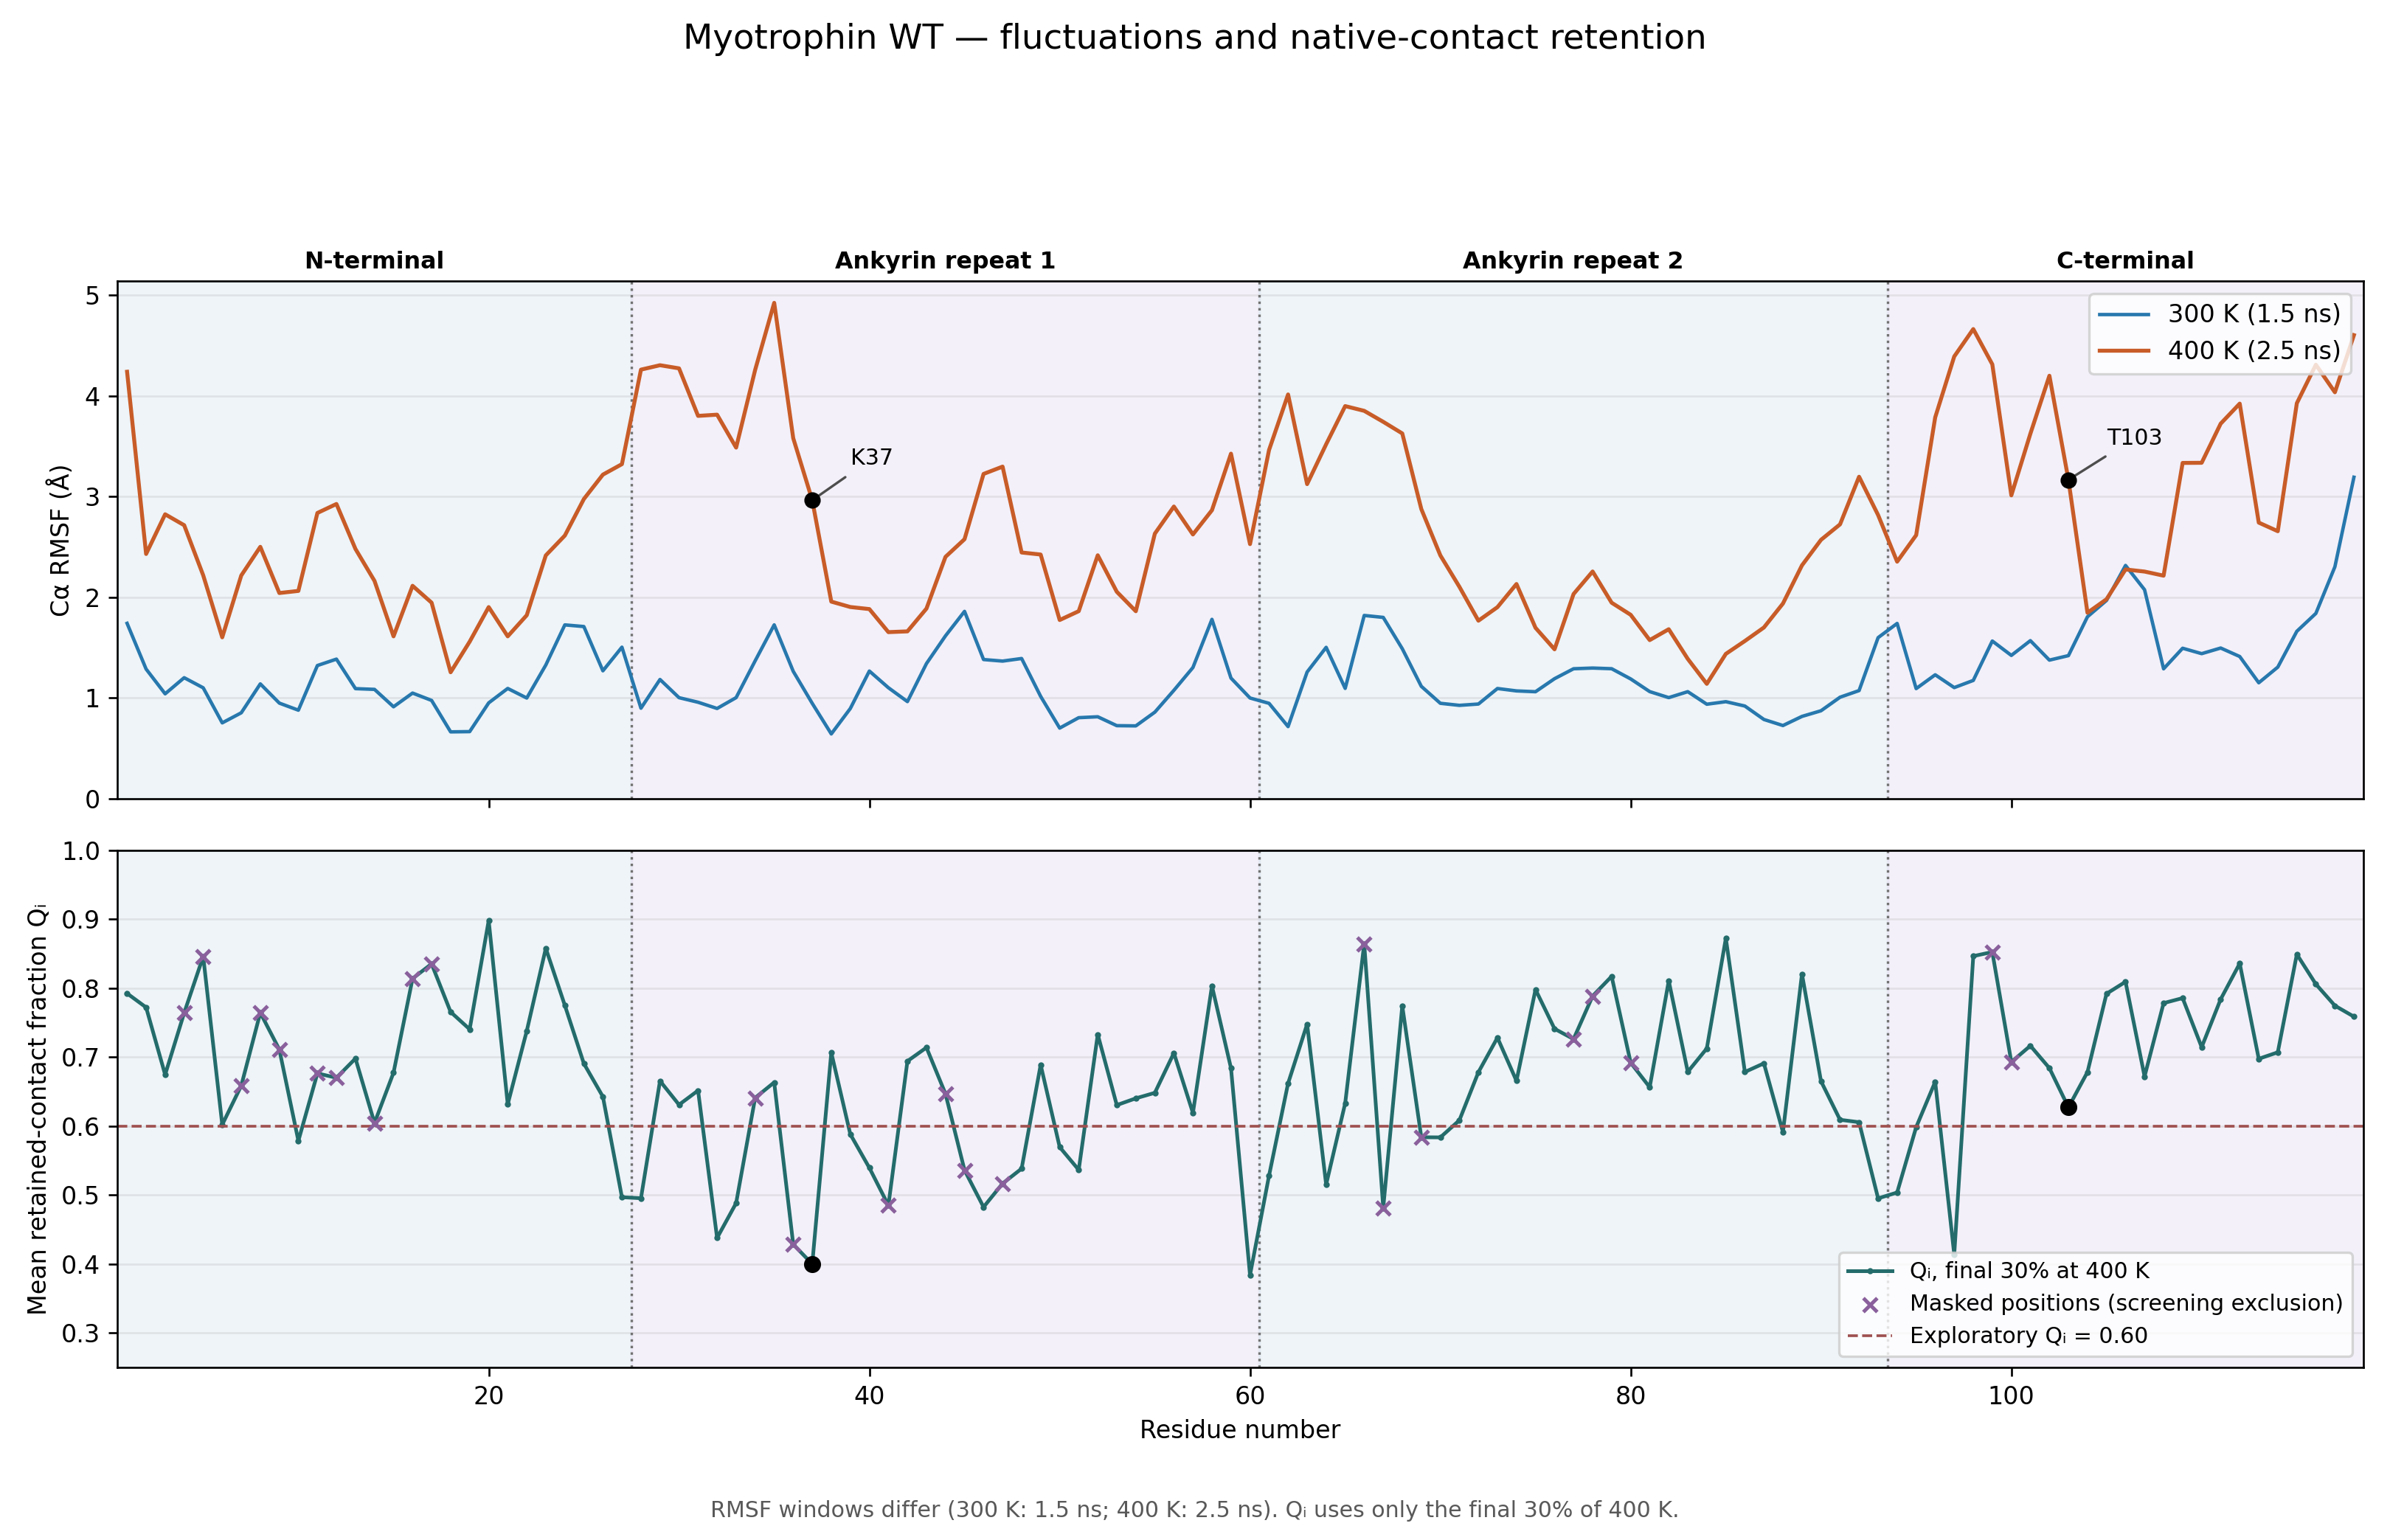 Myotrophin WT — fluctuations and native-contact retention
N-terminal
Ankyrin repeat 1
Ankyrin repeat 2
C-terminal
Cα RMSF (Å)
5
4
3
2
1
0
K37
T103
300 K (1.5 ns)
400 K (2.5 ns)
Mean retained-contact fraction Qᵢ
1.0
0.9
0.8
0.7
0.6
0.5
0.4
0.3
Qᵢ, final 30% at 400 K
Masked positions (screening exclusion)
Exploratory Qᵢ = 0.60
20
40
60
80
100
Residue number
RMSF windows differ (300 K: 1.5 ns; 400 K: 2.5 ns). Qᵢ uses only the final 30% of 400 K.